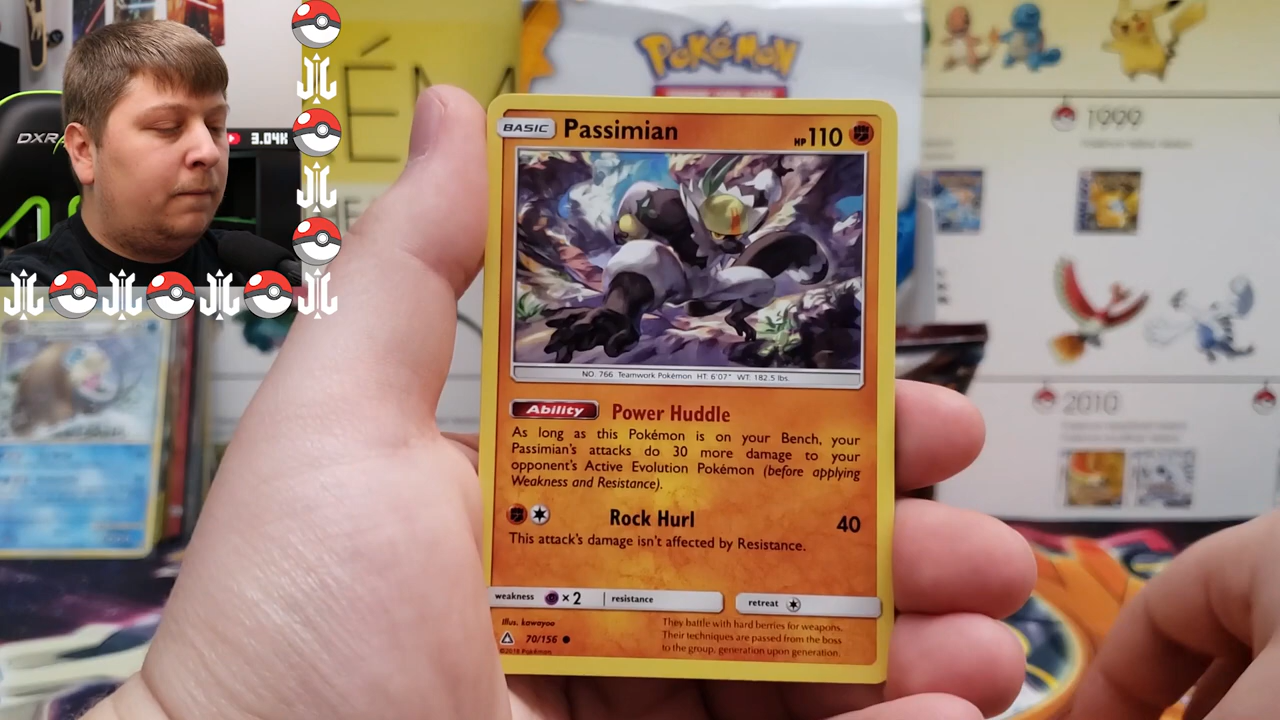 DXR
3.04K
ÉM
POKéMON
1999
2010
BASIC Passimian HP 110
NO. 766 Teamwork Pokémon HT: 6'07" WT: 182.5 lbs.
Ability Power Huddle
As long as this Pokémon is on your Bench, your
Passimian's attacks do 30 more damage to your
opponent's Active Evolution Pokémon (before applying
Weakness and Resistance).
Rock Hurl 40
This attack's damage isn't affected by Resistance.
weakness ×2 resistance retreat
Illus. kawayoo
70/156
©2018 Pokémon
They battle with hard berries for weapons.
Their techniques are passed from the boss
to the group, generation upon generation.